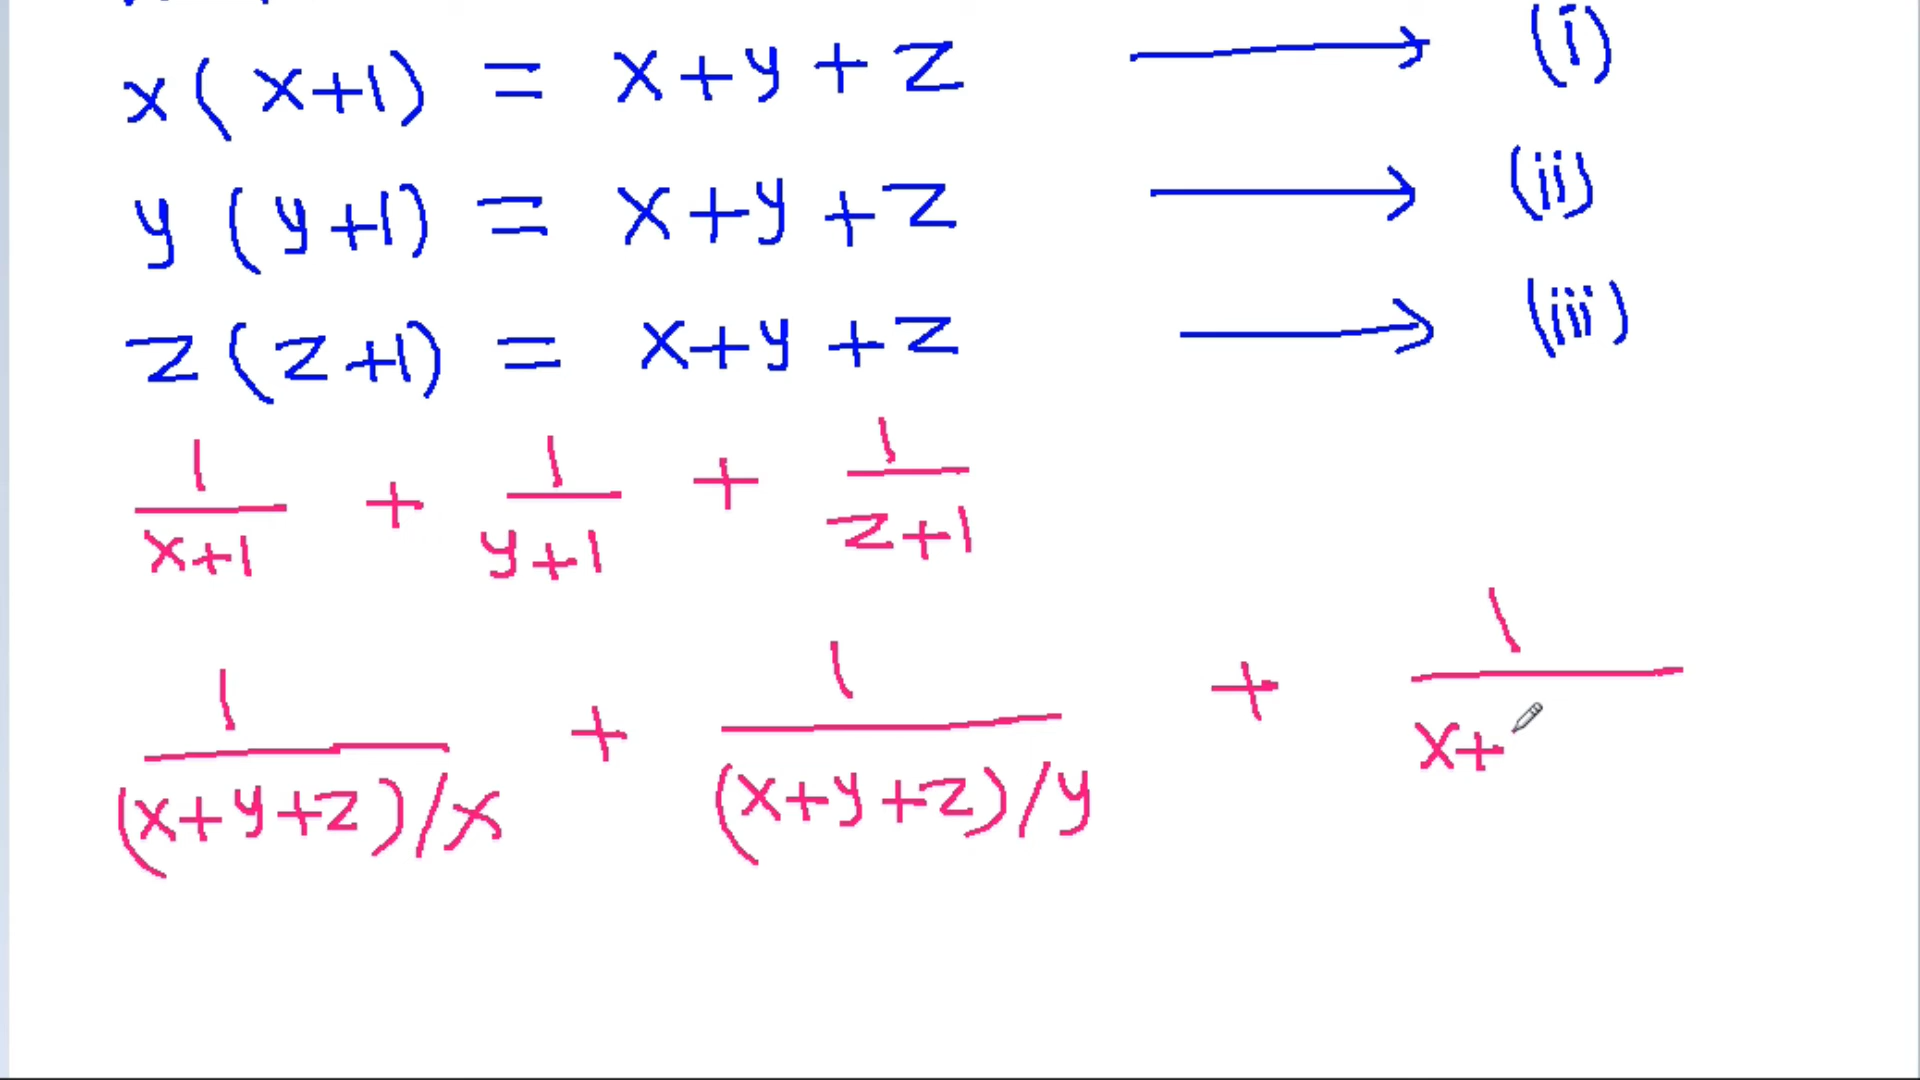 x(x+1) = x+y+z ⟶ (i)
y(y+1) = x+y+z ⟶ (ii)
z(z+1) = x+y+z ⟶ (iii)
1/(x+1) + 1/(y+1) + 1/(z+1)
1/((x+y+z)/x) + 1/((x+y+z)/y) + 1/(x+